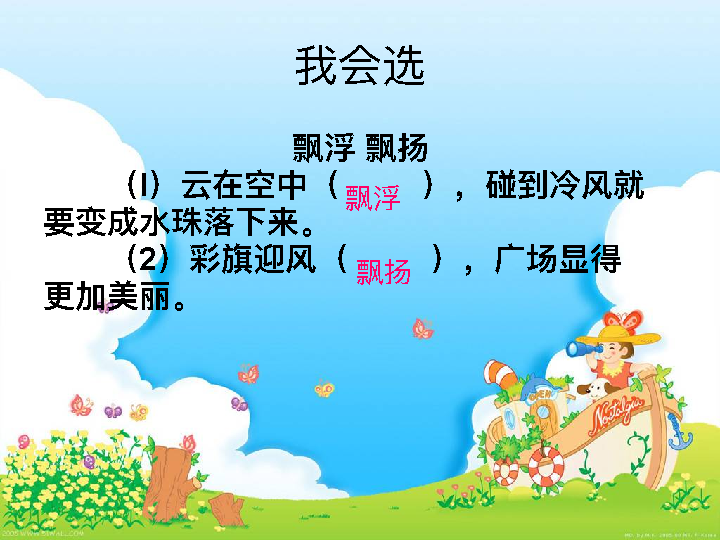 我会选
飘浮 飘扬
（l）云在空中（飘浮），碰到冷风就
要变成水珠落下来。
（2）彩旗迎风（飘扬），广场显得
更加美丽。
OPEN
Nostalgia